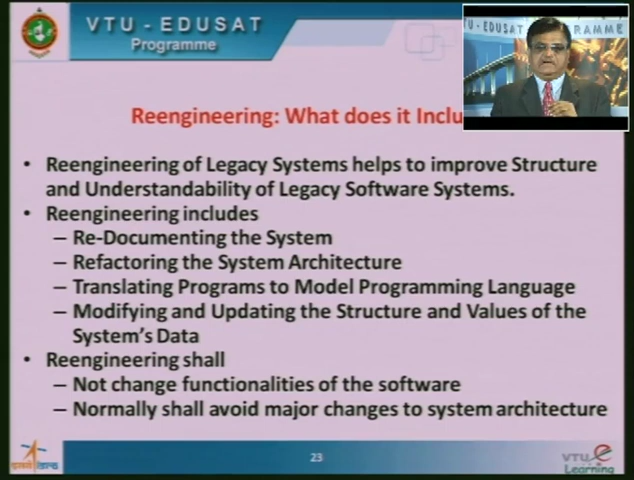 VTU - EDUSAT
Programme
TU - EDUSAT
GRAMME
Reengineering: What does it Inclu
• Reengineering of Legacy Systems helps to improve Structure
and Understandability of Legacy Software Systems.
• Reengineering includes
– Re-Documenting the System
– Refactoring the System Architecture
– Translating Programs to Model Programming Language
– Modifying and Updating the Structure and Values of the
System's Data
• Reengineering shall
– Not change functionalities of the software
– Normally shall avoid major changes to system architecture
23
VTU e
Learning